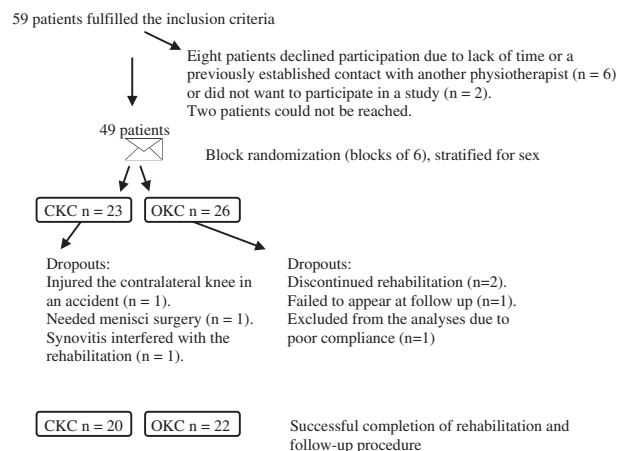 59 patients fulfilled the inclusion criteria
Eight patients declined participation due to lack of time or a
previously established contact with another physiotherapist (n = 6)
or did not want to participate in a study (n = 2).
Two patients could not be reached.
49 patients
Block randomization (blocks of 6), stratified for sex
CKC n = 23 OKC n = 26
Dropouts:
Injured the contralateral knee in
an accident (n = 1).
Needed menisci surgery (n = 1).
Synovitis interfered with the
rehabilitation (n = 1).
Dropouts:
Discontinued rehabilitation (n=2).
Failed to appear at follow up (n=1).
Excluded from the analyses due to
poor compliance (n=1)
CKC n = 20 OKC n = 22
Successful completion of rehabilitation and
follow-up procedure